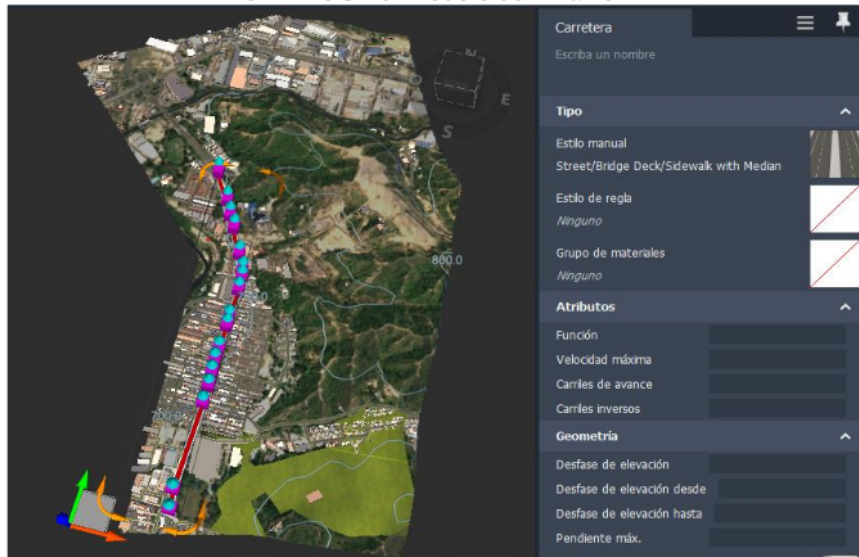 Carretera
Escriba un nombre
Tipo
Estilo manual
Street/Bridge Deck/Sidewalk with Median
Estilo de regla
Ninguno
Grupo de materiales
Ninguno
Atributos
Función
Velocidad máxima
Carriles de avance
Carriles inversos
Geometría
Desfase de elevación
Desfase de elevación desde
Desfase de elevación hasta
Pendiente máx.
N
E
S
O
800.0
700.0